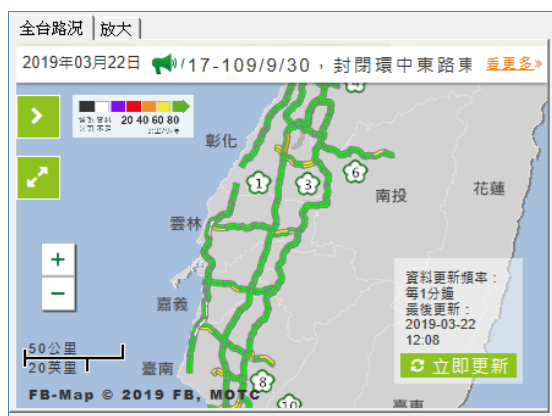 全台路況 放大
2019年03月22日 /17-109/9/30，封閉環中東路東 看更多»
20 40 60 80
彰化
1
3
4
6
南投
花蓮
雲林
+
−
嘉義
資料更新頻率：
每1分鐘
最後更新：
2019-03-22
12:08
立即更新
50公里
20英里
臺南
8
10
臺東
FB-Map © 2019 FB, MOTC